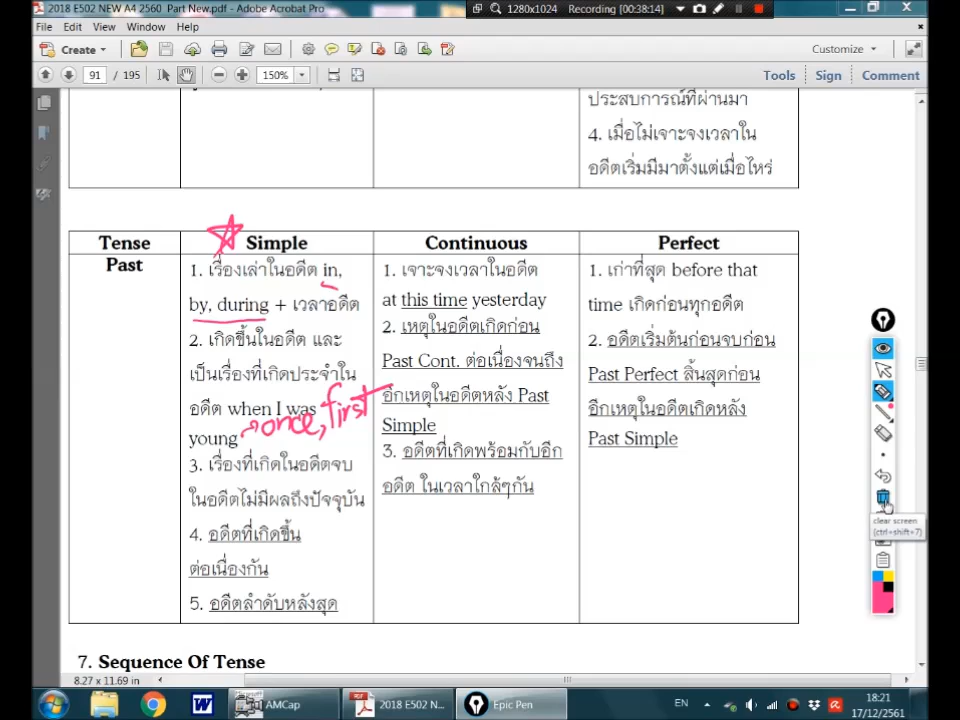 2018 E502 NEW A4 2560 Part New.pdf - Adobe Acrobat Pro
1280x1024 Recording [00:38:14]
File Edit View Window Help
Create Customize
91 / 195 150% Tools Sign Comment
ประสบการณ์ที่ผ่านมา
4. เมื่อไม่เจาะจงเวลาใน
อดีตเริ่มมีมาตั้งแต่เมื่อไหร่
Tense Simple Continuous Perfect
Past
1. เรื่องเล่าในอดีต in,
by, during + เวลาอดีต
2. เกิดขึ้นในอดีต และ
เป็นเรื่องที่เกิดประจำใน
อดีต when I was
young
once, first
3. เรื่องที่เกิดในอดีตจบ
ในอดีตไม่มีผลถึงปัจจุบัน
4. อดีตที่เกิดขึ้น
ต่อเนื่องกัน
5. อดีตลำดับหลังสุด
1. เจาะจงเวลาในอดีต
at this time yesterday
2. เหตุในอดีตเกิดก่อน
Past Cont. ต่อเนื่องจนถึง
อีกเหตุในอดีตหลัง Past
Simple
3. อดีตที่เกิดพร้อมกับอีก
อดีต ในเวลาใกล้ๆกัน
1. เก่าที่สุด before that
time เกิดก่อนทุกอดีต
2. อดีตเริ่มต้นก่อนจบก่อน
Past Perfect สิ้นสุดก่อน
อีกเหตุในอดีตเกิดหลัง
Past Simple
clear screen
(ctrl+shift+7)
7. Sequence Of Tense
8.27 x 11.69 in
AMCap 2018 E502 N... Epic Pen EN 18:21
17/12/2561